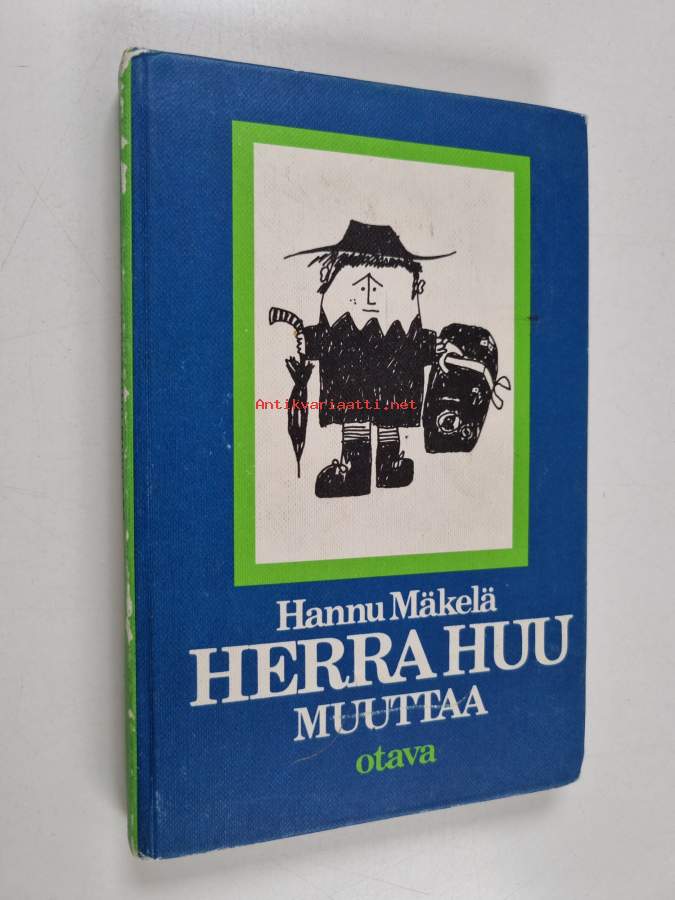 Antikvariaatti.net
Hannu Mäkelä
HERRA HUU
MUUTTAA
otava